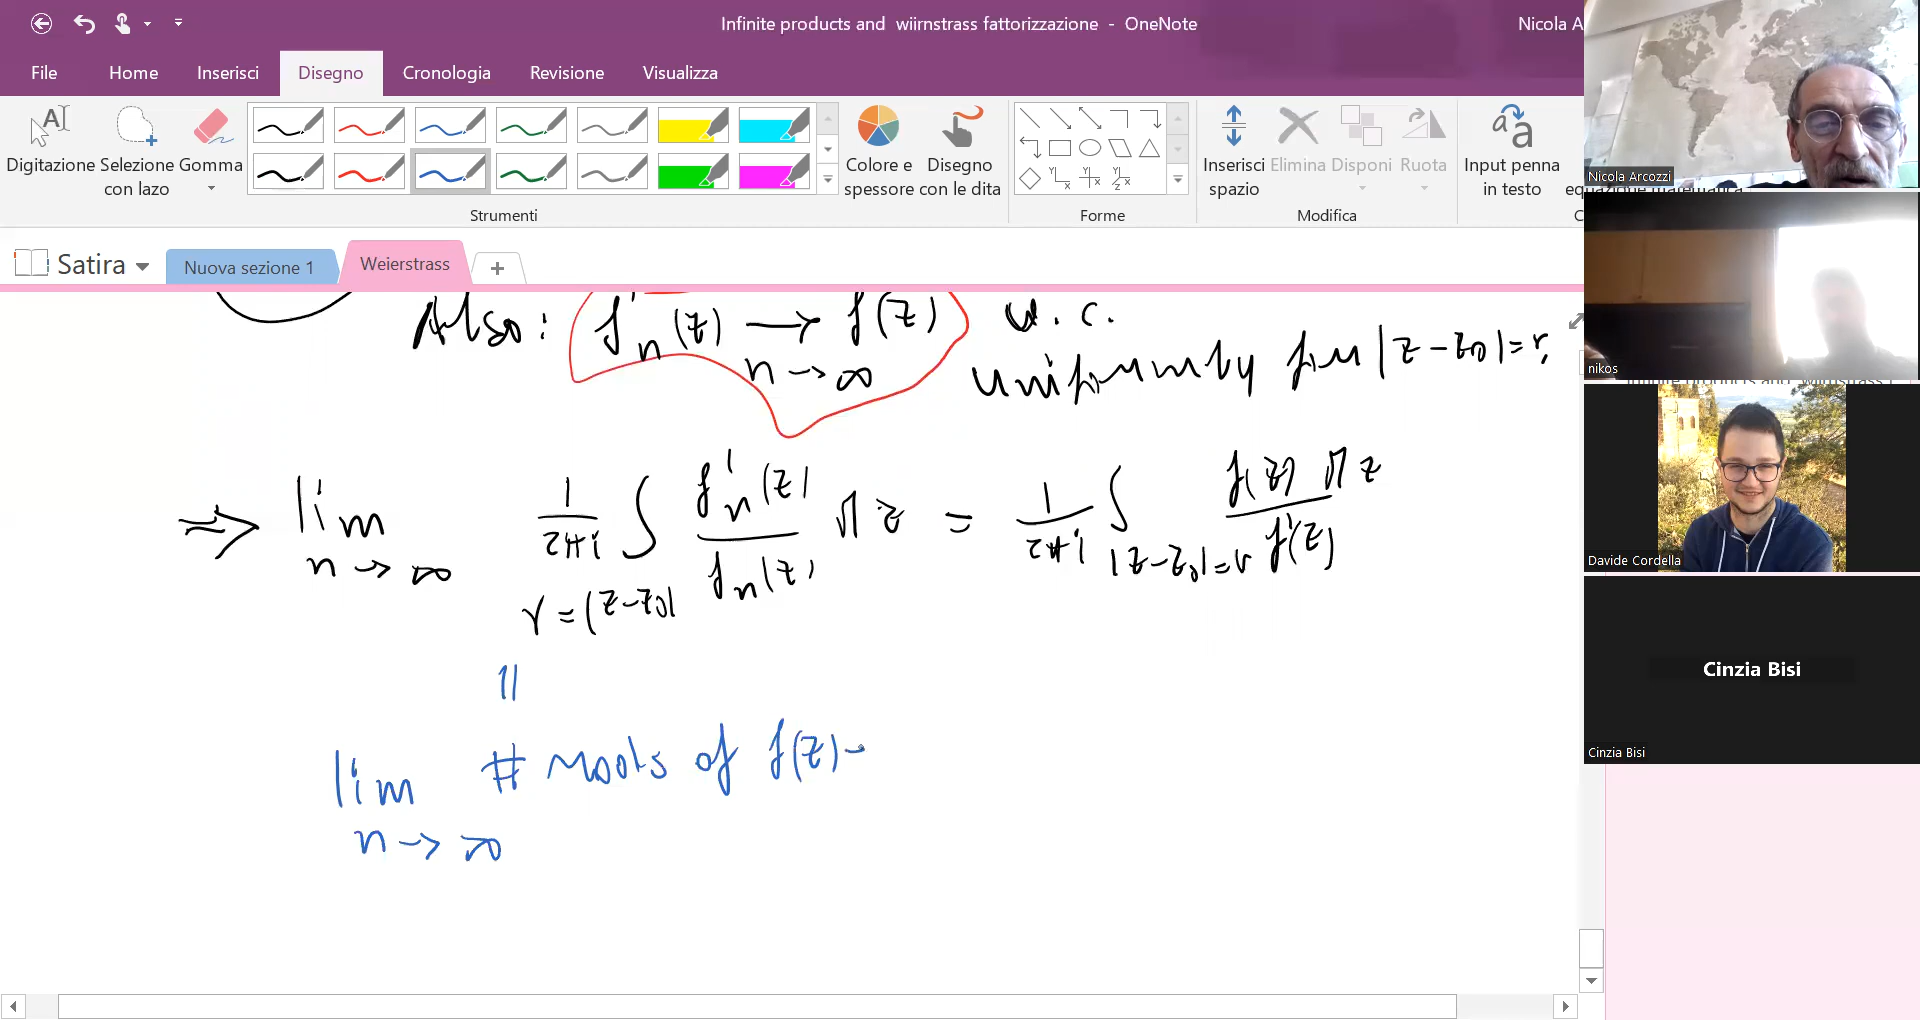 Infinite products and wiirnstrass fattorizzazione - OneNote
Nicola A
File Home Inserisci Disegno Cronologia Revisione Visualizza
Digitazione
Selezione con lazo
Gomma
Strumenti
Colore e spessore
Disegno con le dita
Forme
Inserisci spazio
Elimina
Disponi
Ruota
Modifica
Input penna in testo
Satira
Nuova sezione 1
Weierstrass
Also: f'n(z) → f(z) u.c.
n → ∞
uniformly for |z-z0|=r,
⇒ lim n → ∞ 1/2πi ∫ r=|z-z0| f'n(z)/fn(z) dz = 1/2πi ∫ |z-z0|=r f(z) dz/f'(z)
||
lim # roots of f(z) -
n → ∞
Nicola Arcozzi
nikos
Davide Cordella
Cinzia Bisi
Cinzia Bisi